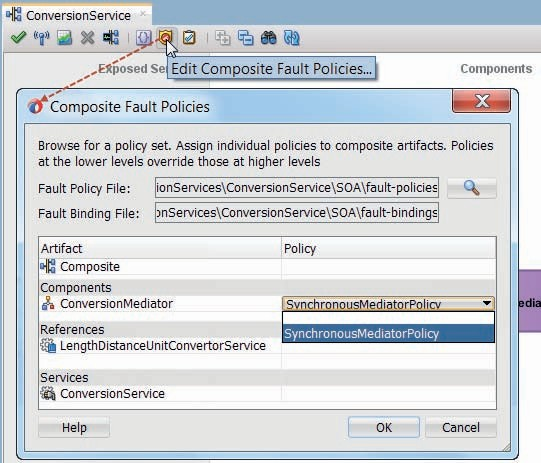 ConversionService
Exposed Ser
Components
Edit Composite Fault Policies...
Composite Fault Policies
Browse for a policy set. Assign individual policies to composite artifacts. Policies
at the lower levels override those at higher levels
Fault Policy File: ionServices\ConversionService\SOA\fault-policies
Fault Binding File: onServices\ConversionService\SOA\fault-bindings
Artifact Policy
Composite
Components
ConversionMediator SynchronousMediatorPolicy
SynchronousMediatorPolicy
References
LengthDistanceUnitConvertorService
Services
ConversionService
edia
Help OK Cancel